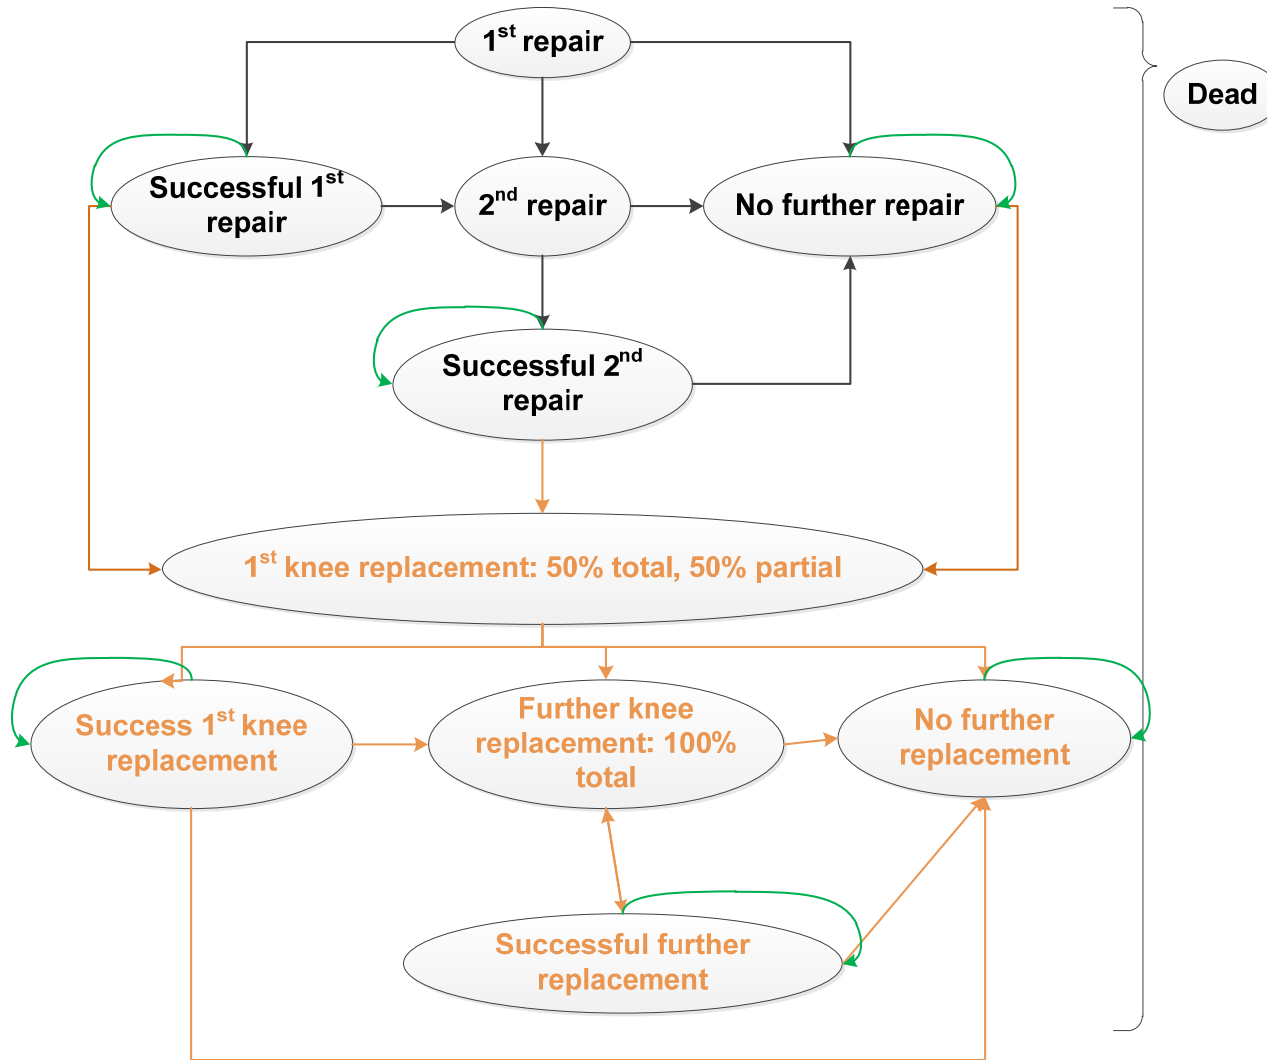 1st repair
Dead
Successful 1st
repair
2nd repair
No further repair
Successful 2nd
repair
1st knee replacement: 50% total, 50% partial
Success 1st knee
replacement
Further knee
replacement: 100%
total
No further
replacement
Successful further
replacement